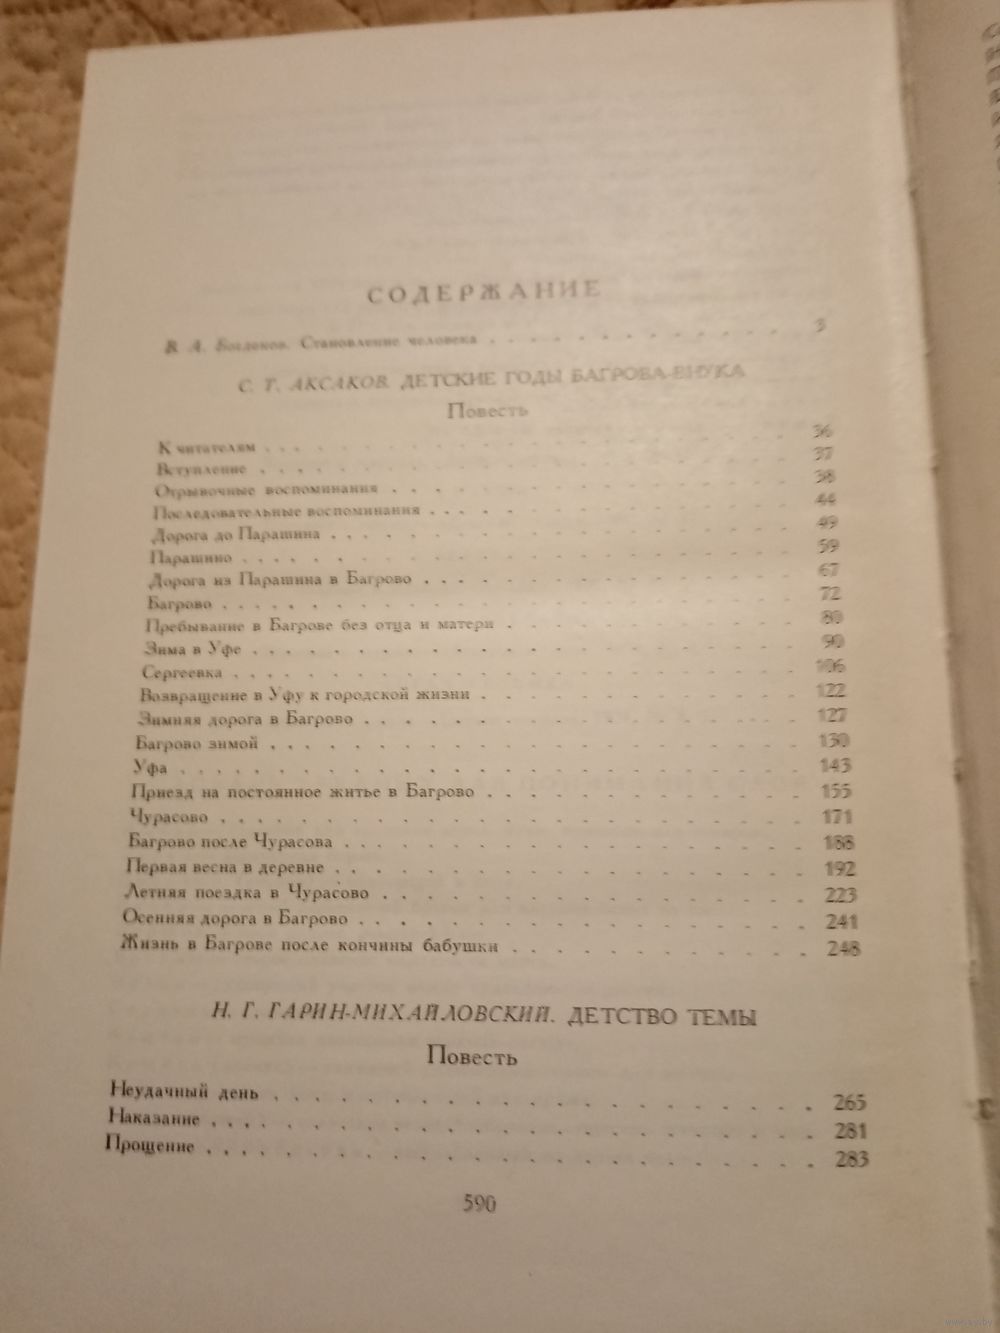 СОДЕРЖАНИЕ
В. А. Богданов. Становление человека . . . . . . . . . . . . 3
С. Т. АКСАКОВ. ДЕТСКИЕ ГОДЫ БАГРОВА-ВНУКА
Повесть
К читателям . . . . . . . . . . . . . . . . . . . . 36
Вступление . . . . . . . . . . . . . . . . . . . . 37
Отрывочные воспоминания . . . . . . . . . . . . . . . . 38
Последовательные воспоминания . . . . . . . . . . . . . . 44
Дорога до Парашина . . . . . . . . . . . . . . . . . . 49
Парашино . . . . . . . . . . . . . . . . . . . . . 59
Дорога из Парашина в Багрово . . . . . . . . . . . . . . 67
Багрово . . . . . . . . . . . . . . . . . . . . . . 72
Пребывание в Багрове без отца и матери . . . . . . . . . . . 80
Зима в Уфе . . . . . . . . . . . . . . . . . . . . . 90
Сергеевка . . . . . . . . . . . . . . . . . . . . . 106
Возвращение в Уфу к городской жизни . . . . . . . . . . . . 122
Зимняя дорога в Багрово . . . . . . . . . . . . . . . . 127
Багрово зимой . . . . . . . . . . . . . . . . . . . . 130
Уфа . . . . . . . . . . . . . . . . . . . . . . . . 143
Приезд на постоянное житье в Багрово . . . . . . . . . . . . 155
Чурасово . . . . . . . . . . . . . . . . . . . . . . 171
Багрово после Чурасова . . . . . . . . . . . . . . . . . 188
Первая весна в деревне . . . . . . . . . . . . . . . . . 192
Летняя поездка в Чурасово . . . . . . . . . . . . . . . . 223
Осенняя дорога в Багрово . . . . . . . . . . . . . . . . 241
Жизнь в Багрове после кончины бабушки . . . . . . . . . . . 248
Н. Г. ГАРИН-МИХАЙЛОВСКИЙ. ДЕТСТВО ТЕМЫ
Повесть
Неудачный день . . . . . . . . . . . . . . . . . . . . 265
Наказание . . . . . . . . . . . . . . . . . . . . . . 281
Прощение . . . . . . . . . . . . . . . . . . . . . . 283
590